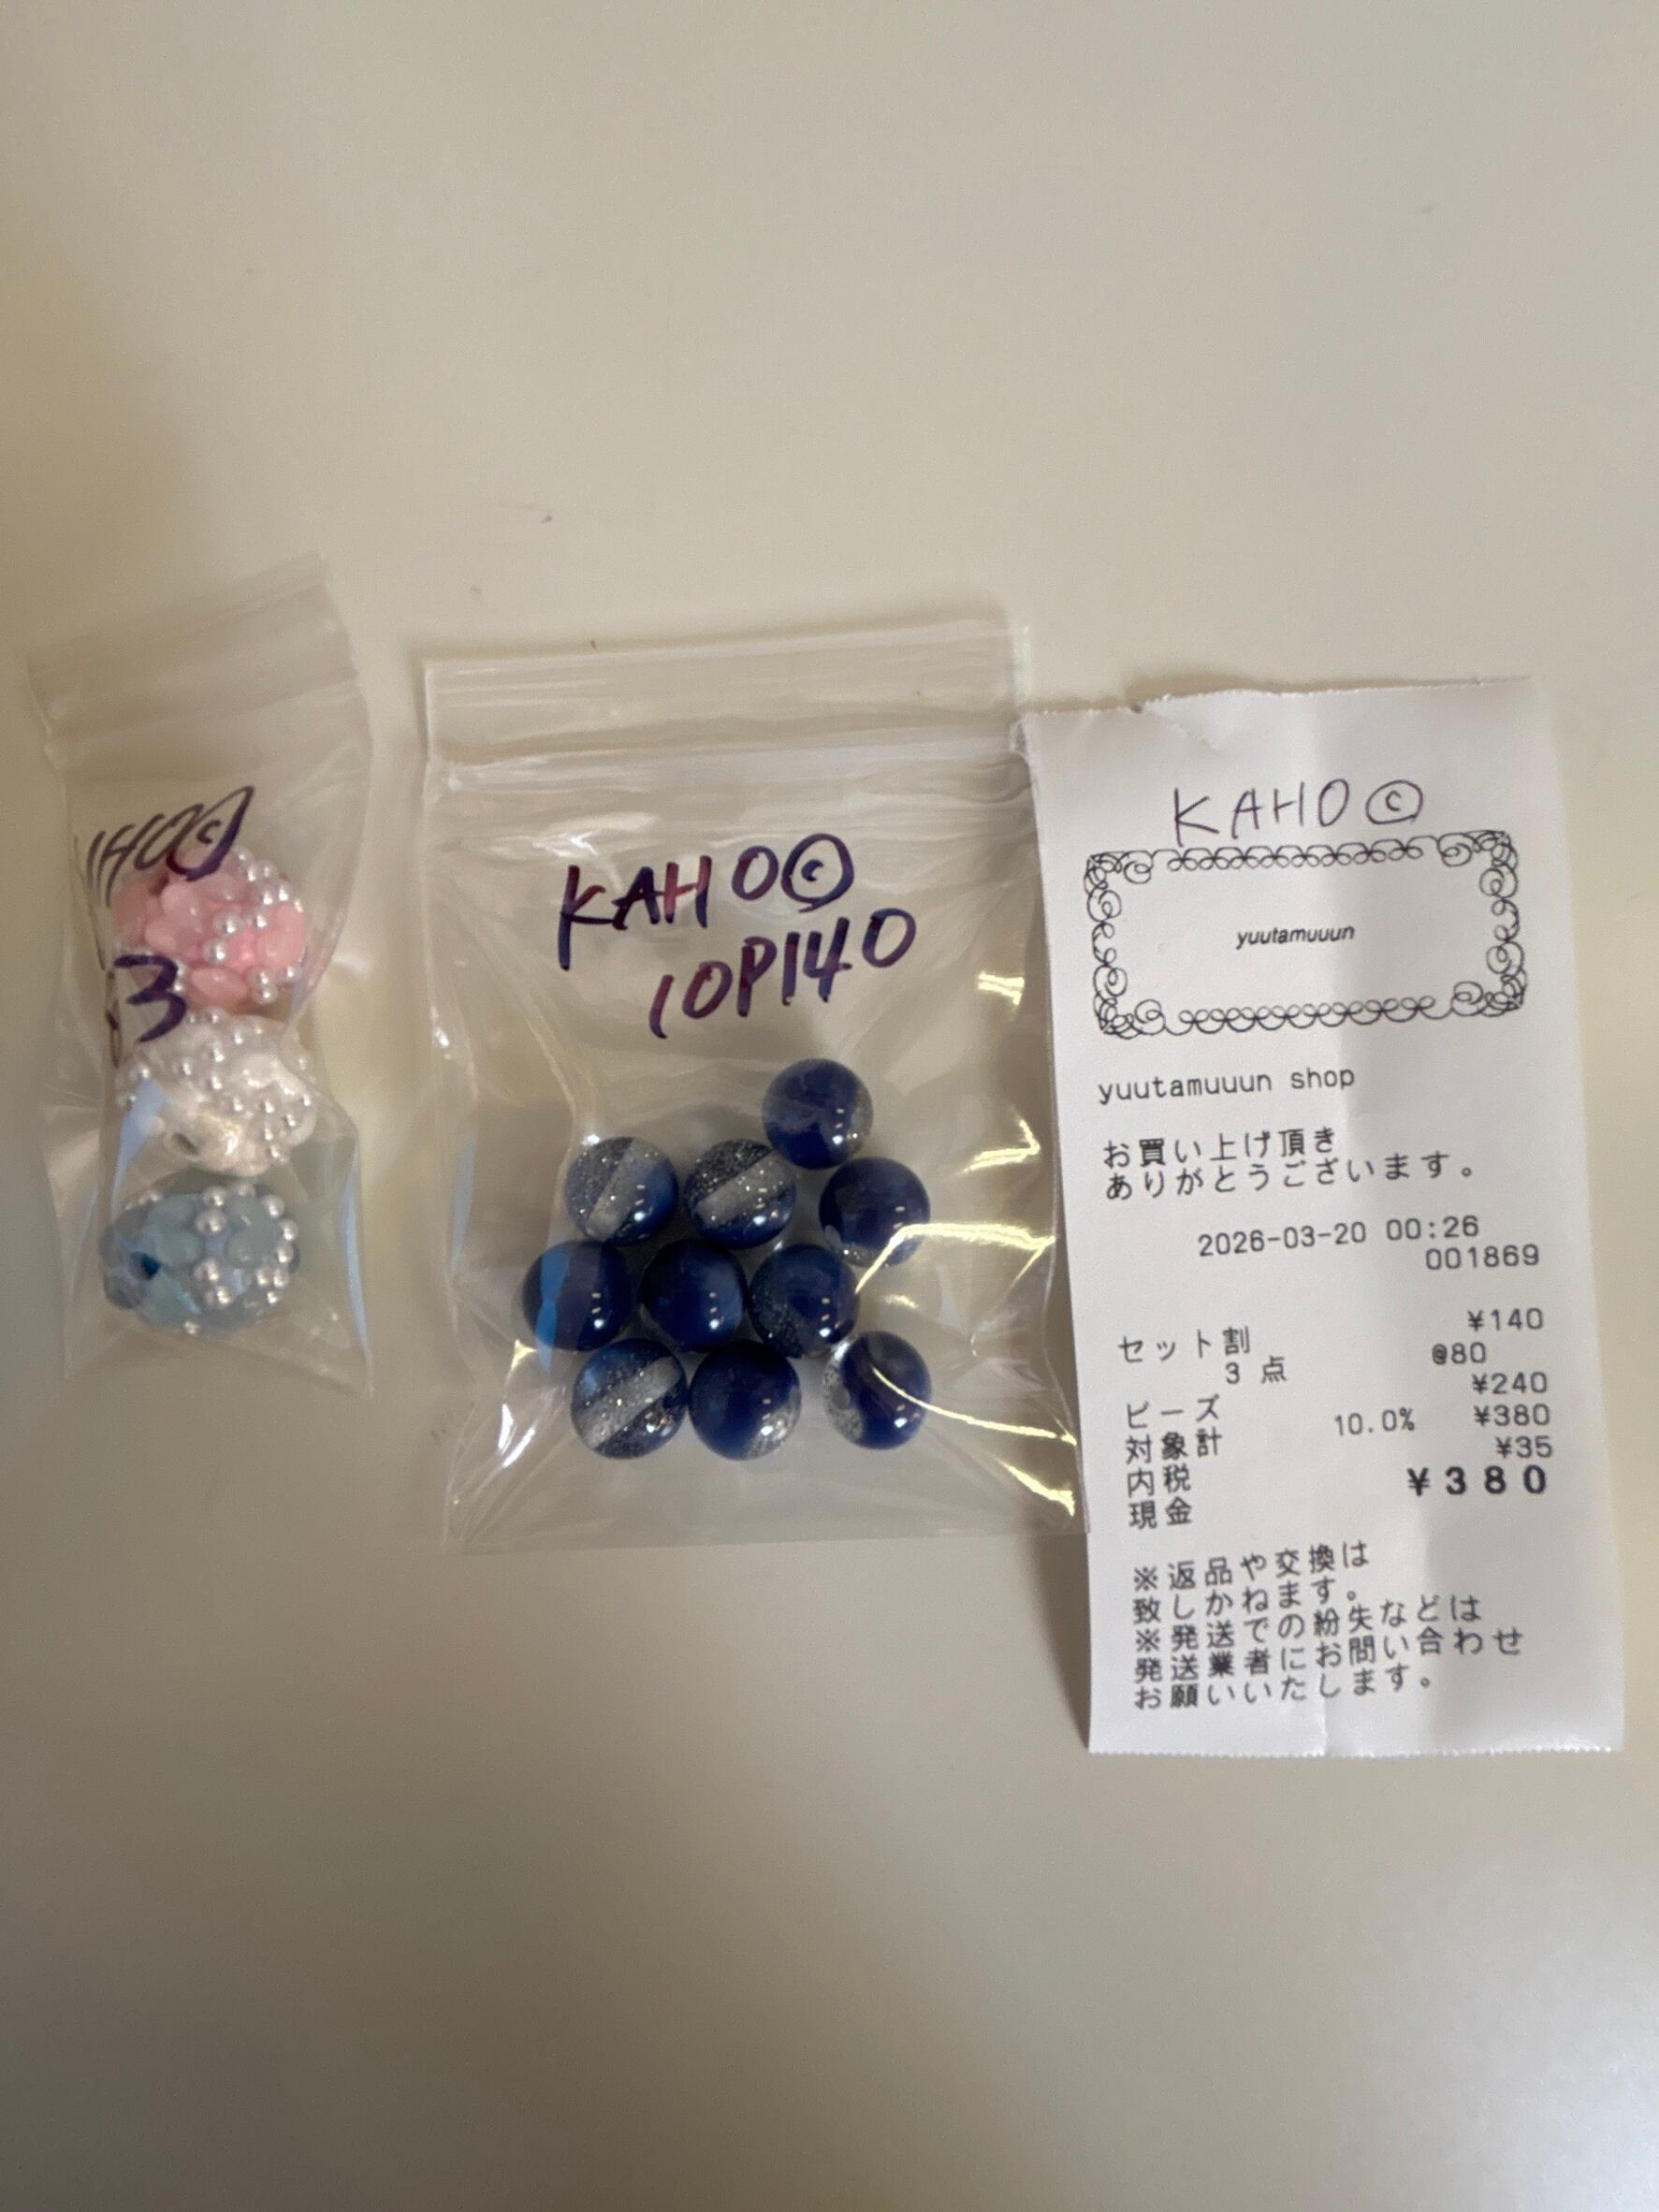 3
KAHO©
10P140
KAHO©
yuutamuuun
yuutamuuun shop
お買い上げ頂き
ありがとうございます。
2026-03-20 00:26
001869
セット割 ¥140
3 点 @80
ビーズ ¥240
対象計 10.0% ¥380
内税 ¥35
現金 ¥380
※返品や交換は
致しかねます。
※発送での紛失などは
発送業者にお問い合わせ
お願いいたします。